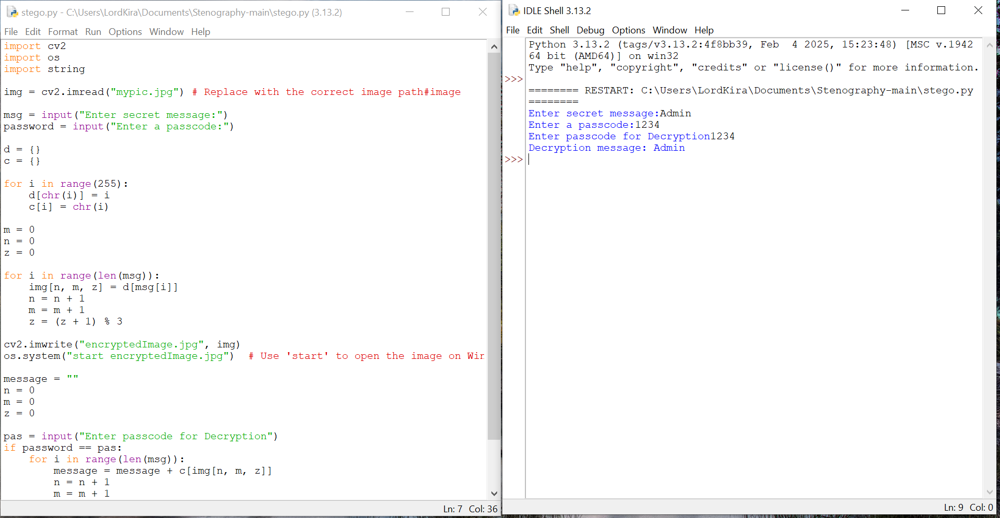 stego.py - C:\Users\LordKira\Documents\Stenography-main\stego.py (3.13.2)
File Edit Format Run Options Window Help
import cv2
import os
import string

img = cv2.imread("mypic.jpg") # Replace with the correct image path#image

msg = input("Enter secret message:")
password = input("Enter a passcode:")

d = {}
c = {}

for i in range(255):
    d[chr(i)] = i
    c[i] = chr(i)

m = 0
n = 0
z = 0

for i in range(len(msg)):
    img[n, m, z] = d[msg[i]]
    n = n + 1
    m = m + 1
    z = (z + 1) % 3

cv2.imwrite("encryptedImage.jpg", img)
os.system("start encryptedImage.jpg")  # Use 'start' to open the image on Win

message = ""
n = 0
m = 0
z = 0

pas = input("Enter passcode for Decryption")
if password == pas:
    for i in range(len(msg)):
        message = message + c[img[n, m, z]]
        n = n + 1
        m = m + 1
Ln: 7 Col: 36
IDLE Shell 3.13.2
File Edit Shell Debug Options Window Help
Python 3.13.2 (tags/v3.13.2:4f8bb39, Feb  4 2025, 15:23:48) [MSC v.1942
64 bit (AMD64)] on win32
Type "help", "copyright", "credits" or "license()" for more information.
>>>
======== RESTART: C:\Users\LordKira\Documents\Stenography-main\stego.py
========
Enter secret message:Admin
Enter a passcode:1234
Enter passcode for Decryption1234
Decryption message: Admin
>>>
Ln: 9 Col: 0